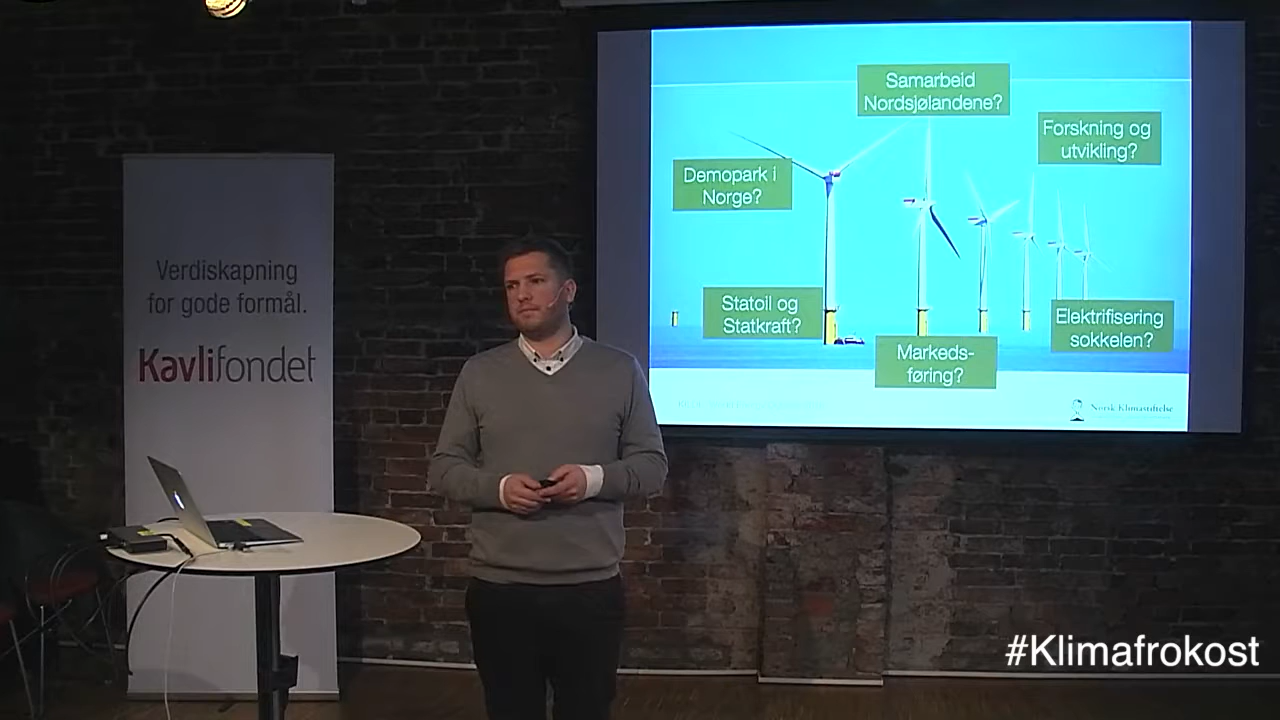 Samarbeid
Nordsjølandene?
Forskning og
utvikling?
Demopark i
Norge?
Statoil og
Statkraft?
Elektrifisering
sokkelen?
Markeds-
føring?
Norsk Klimastiftelse
Verdiskapning
for gode formål.
Kavlifondet
#Klimafrokost